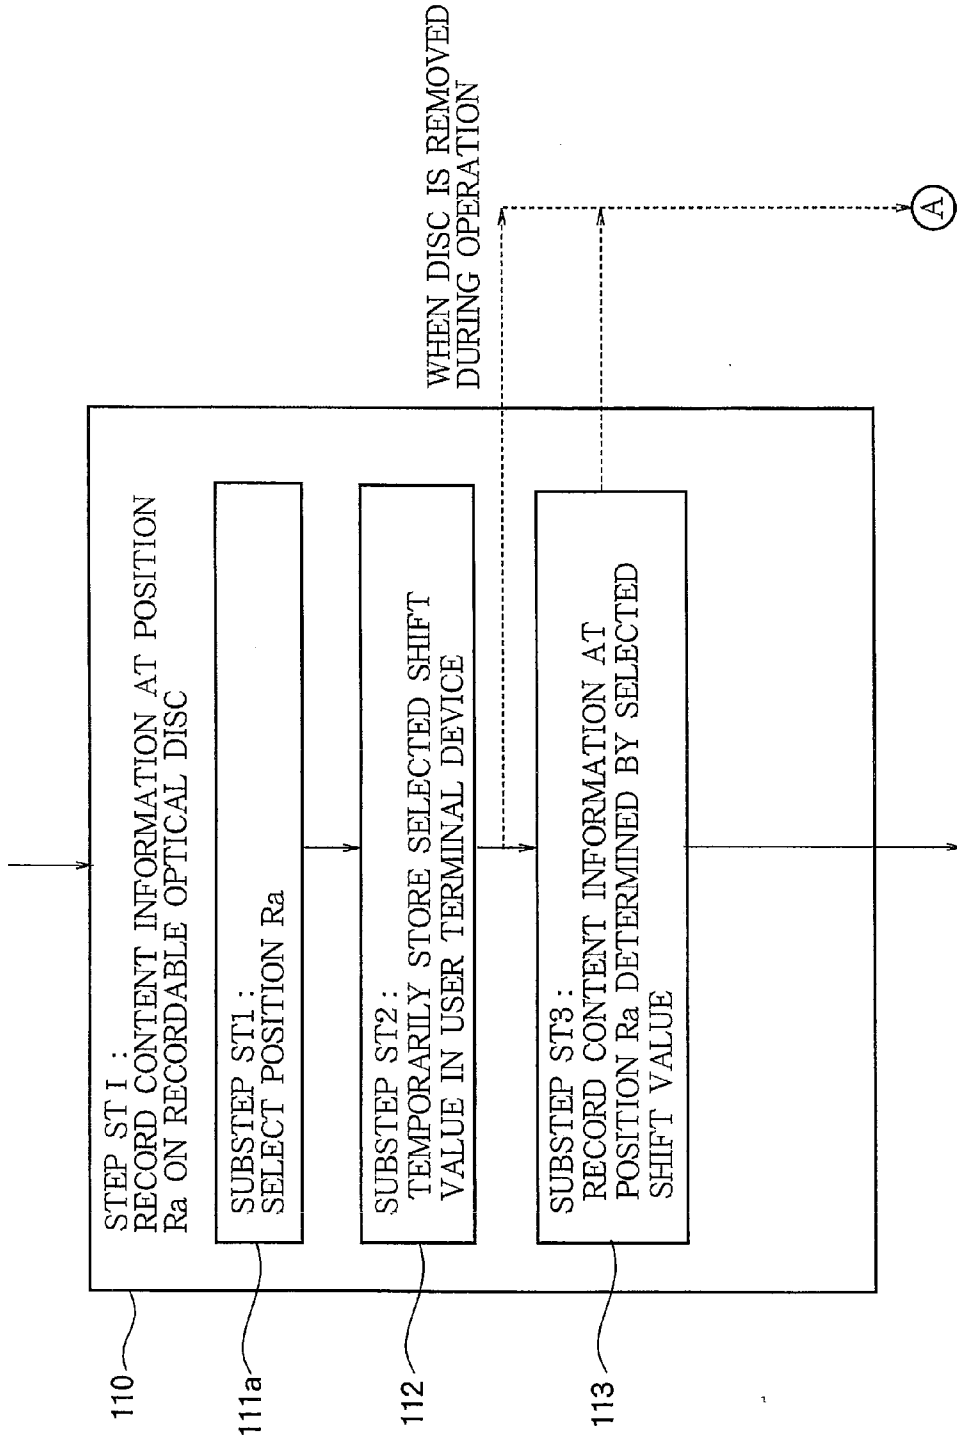 110
STEP ST I :
RECORD CONTENT INFORMATION AT POSITION
Ra ON RECORDABLE OPTICAL DISC
111a
SUBSTEP ST1 :
SELECT POSITION Ra
112
SUBSTEP ST2 :
TEMPORARILY STORE SELECTED SHIFT
VALUE IN USER TERMINAL DEVICE
WHEN DISC IS REMOVED
DURING OPERATION
113
SUBSTEP ST3 :
RECORD CONTENT INFORMATION AT
POSITION Ra DETERMINED BY SELECTED
SHIFT VALUE
A